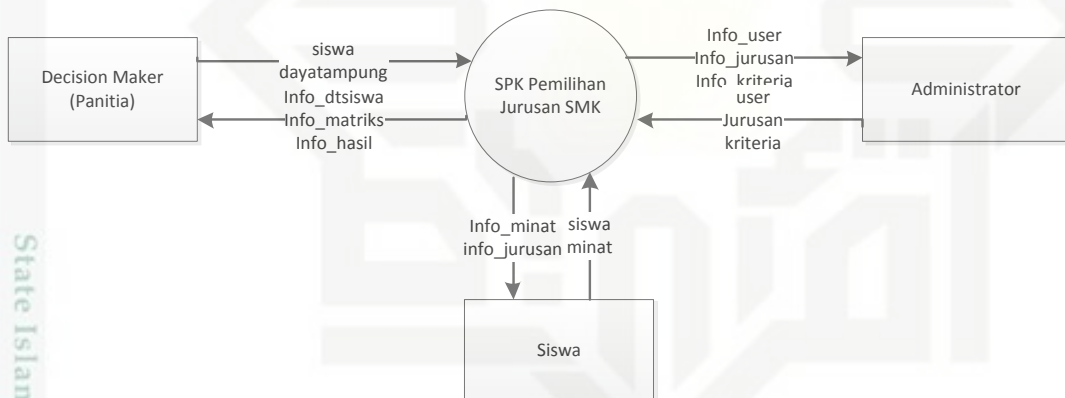 Decision Maker
(Panitia)
siswa
dayatampung
Info_dtsiswa
Info_matriks
Info_hasil
SPK Pemilihan
Jurusan SMK
Info_user
Info_jurusan
Info_kriteria
user
Jurusan
kriteria
Administrator
Info_minat
info_jurusan
siswa
minat
Siswa
State Islam